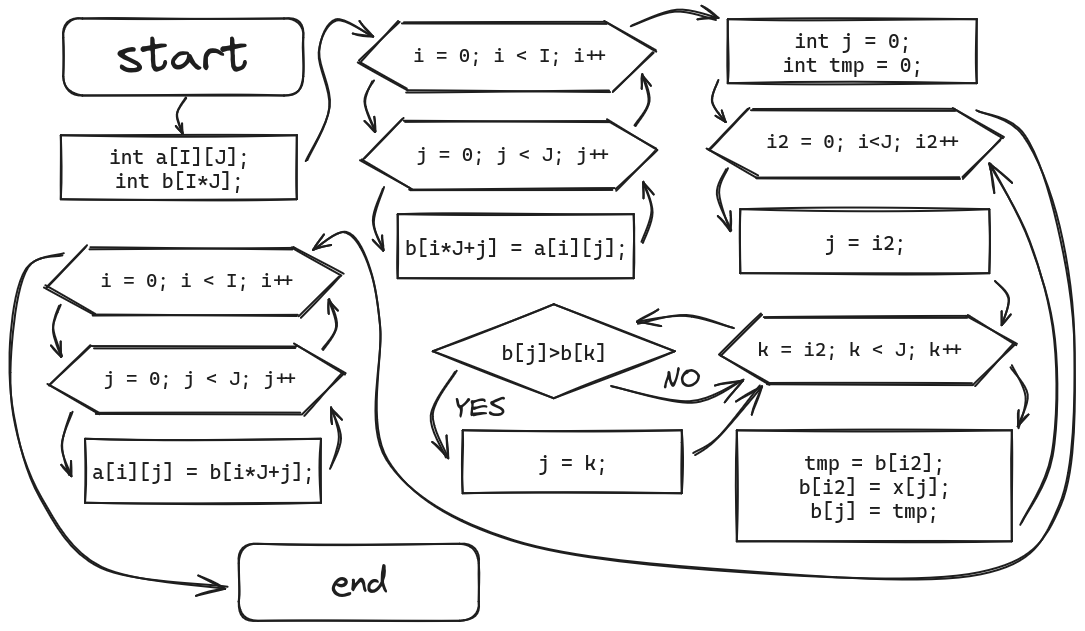 start
int a[I][J];
int b[I*J];
i = 0; i < I; i++
j = 0; j < J; j++
b[i*J+j] = a[i][j];
int j = 0;
int tmp = 0;
i2 = 0; i<J; i2++
j = i2;
k = i2; k < J; k++
b[j]>b[k]
NO
YES
j = k;
tmp = b[i2];
b[i2] = x[j];
b[j] = tmp;
i = 0; i < I; i++
j = 0; j < J; j++
a[i][j] = b[i*J+j];
end